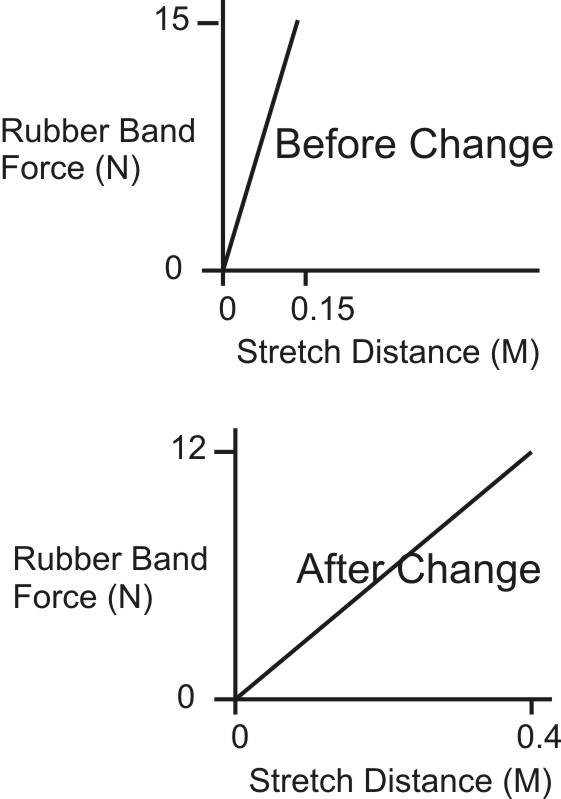 15
Rubber Band
Force (N)
Before Change
0
0
0.15
Stretch Distance (M)
12
Rubber Band
Force (N)
After Change
0
0
0.4
Stretch Distance (M)